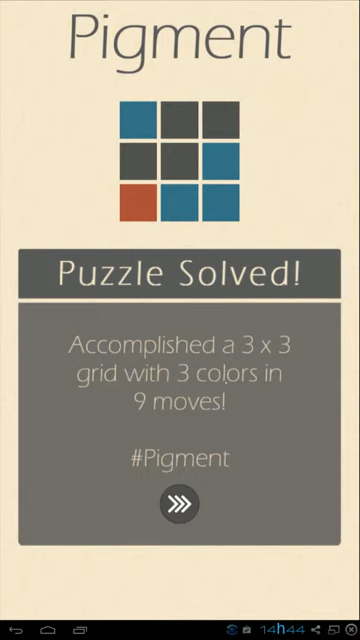 Pigment
Puzzle Solved!
Accomplished a 3 x 3
grid with 3 colors in
9 moves!
#Pigment
14h44